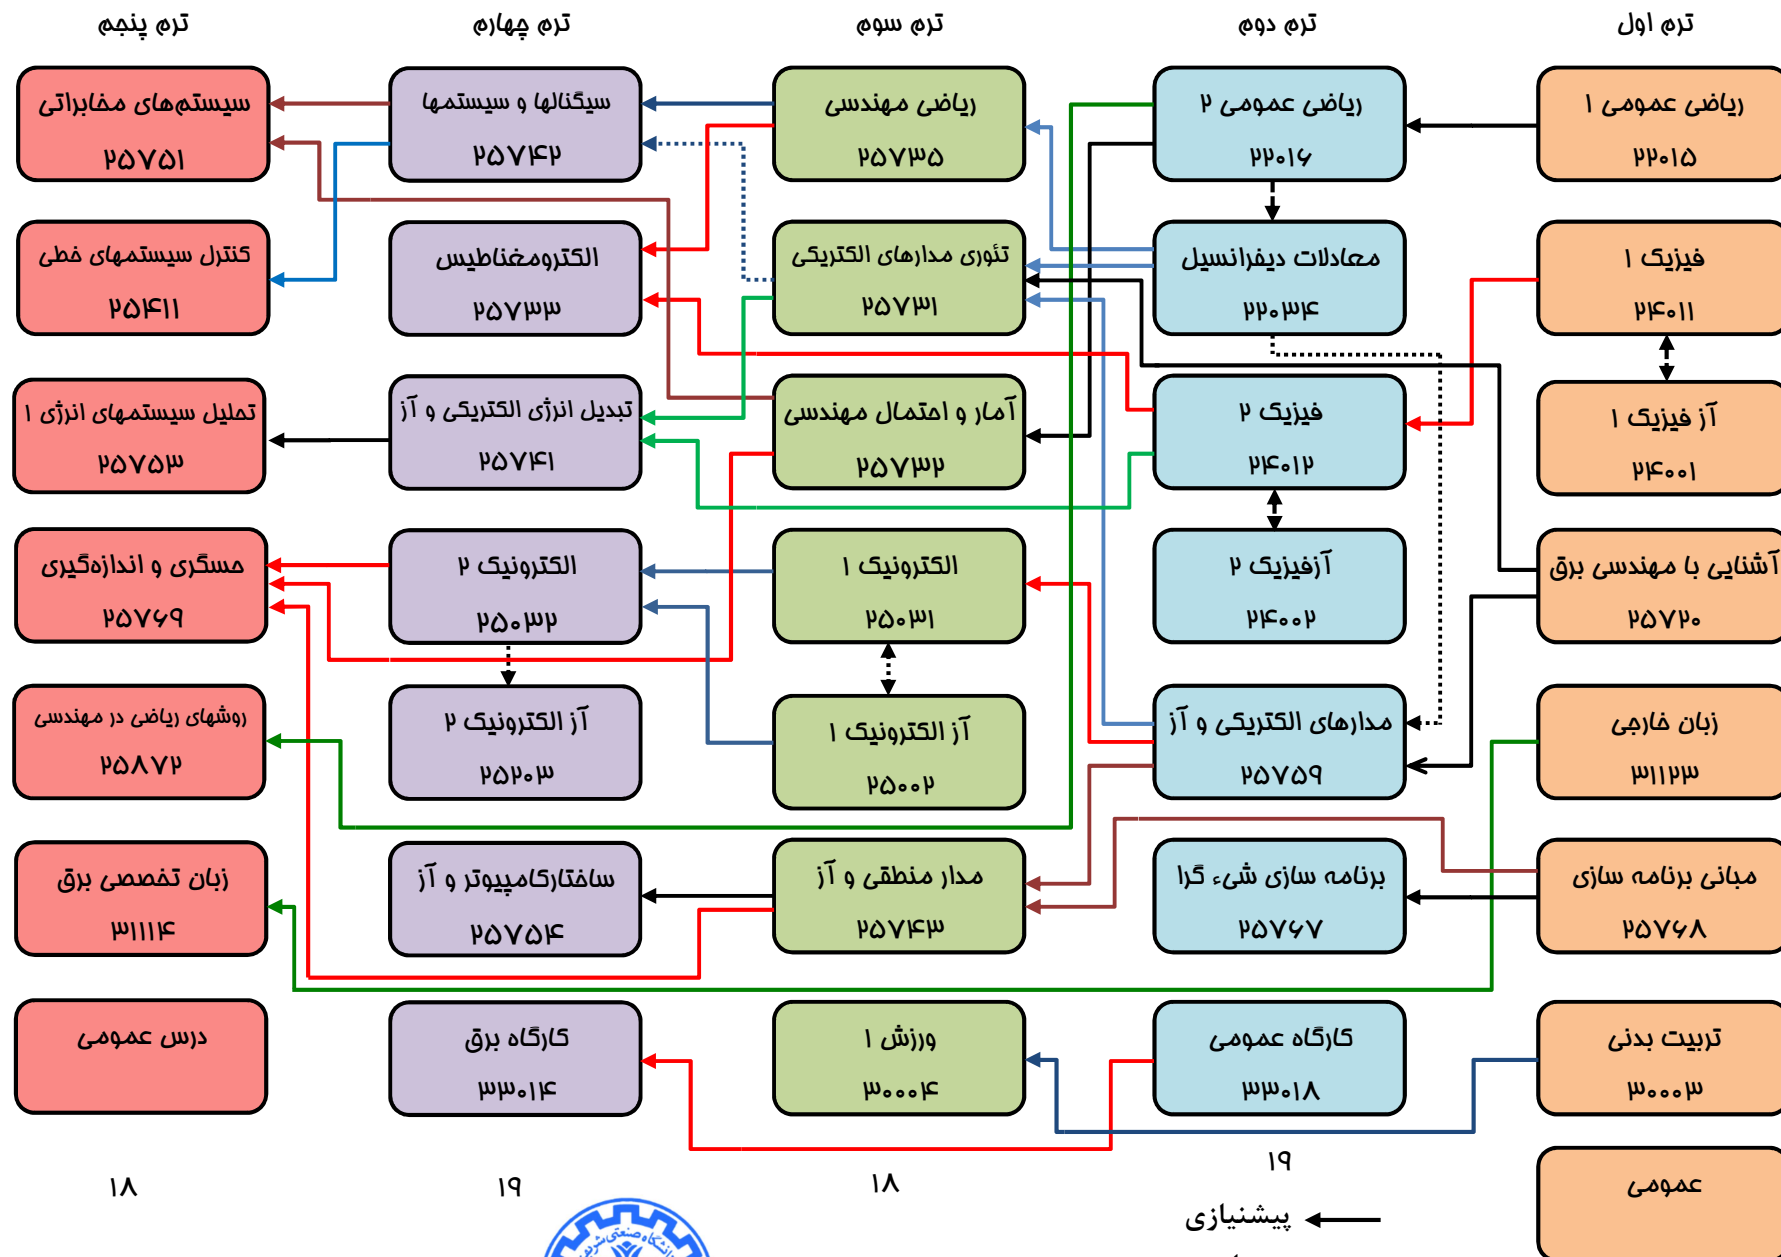 ترم اول
ترم دوم
ترم سوم
ترم چهارم
ترم پنجم
ریاضی عمومی ۱
۲۲۰۱۵
ریاضی عمومی ۲
۲۲۰۱۶
ریاضی مهندسی
۲۵۷۳۵
سیگنالها و سیستمها
۲۵۷۴۲
سیستم‌های مخابراتی
۲۵۷۵۱
فیزیک ۱
۲۴۰۱۱
معادلات دیفرانسیل
۲۲۰۳۴
تئوری مدارهای الکتریکی
۲۵۷۳۱
الکترومغناطیس
۲۵۷۳۳
کنترل سیستمهای خطی
۲۵۴۱۱
آز فیزیک ۱
۲۴۰۰۱
فیزیک ۲
۲۴۰۱۲
آمار و احتمال مهندسی
۲۵۷۳۲
تبدیل انرژی الکتریکی و آز
۲۵۷۴۱
تحلیل سیستمهای انرژی ۱
۲۵۷۵۳
آشنایی با مهندسی برق
۲۵۷۲۰
آزفیزیک ۲
۲۴۰۰۲
الکترونیک ۱
۲۵۰۳۱
الکترونیک ۲
۲۵۰۳۲
حسگری و اندازه‌گیری
۲۵۷۶۹
زبان خارجی
۳۱۱۲۳
مدارهای الکتریکی و آز
۲۵۷۵۹
آز الکترونیک ۱
۲۵۰۰۲
آز الکترونیک ۲
۲۵۲۰۳
روشهای ریاضی در مهندسی
۲۵۸۷۲
مبانی برنامه سازی
۲۵۷۶۸
برنامه سازی شیء گرا
۲۵۷۶۷
مدار منطقی و آز
۲۵۷۴۳
ساختارکامپیوتر و آز
۲۵۷۵۴
زبان تخصصی برق
۳۱۱۱۴
تربیت بدنی
۳۰۰۰۳
کارگاه عمومی
۳۳۰۱۸
ورزش ۱
۳۰۰۰۴
کارگاه برق
۳۳۰۱۴
درس عمومی
عمومی
۱۹
۱۸
۱۹
۱۸
پیشنیازی
دانشگاه صنعتی شریف